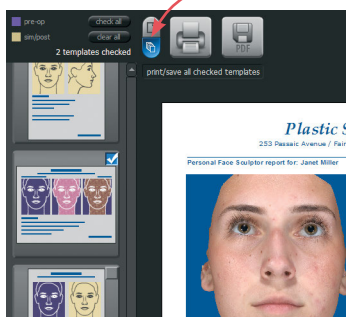 pre-op
check all
sim/post
clear all
2 templates checked
PDF
print/save all checked templates
Plastic
253 Passaic Avenue / Fair
Personal Face Sculptor report for: Janet Miller